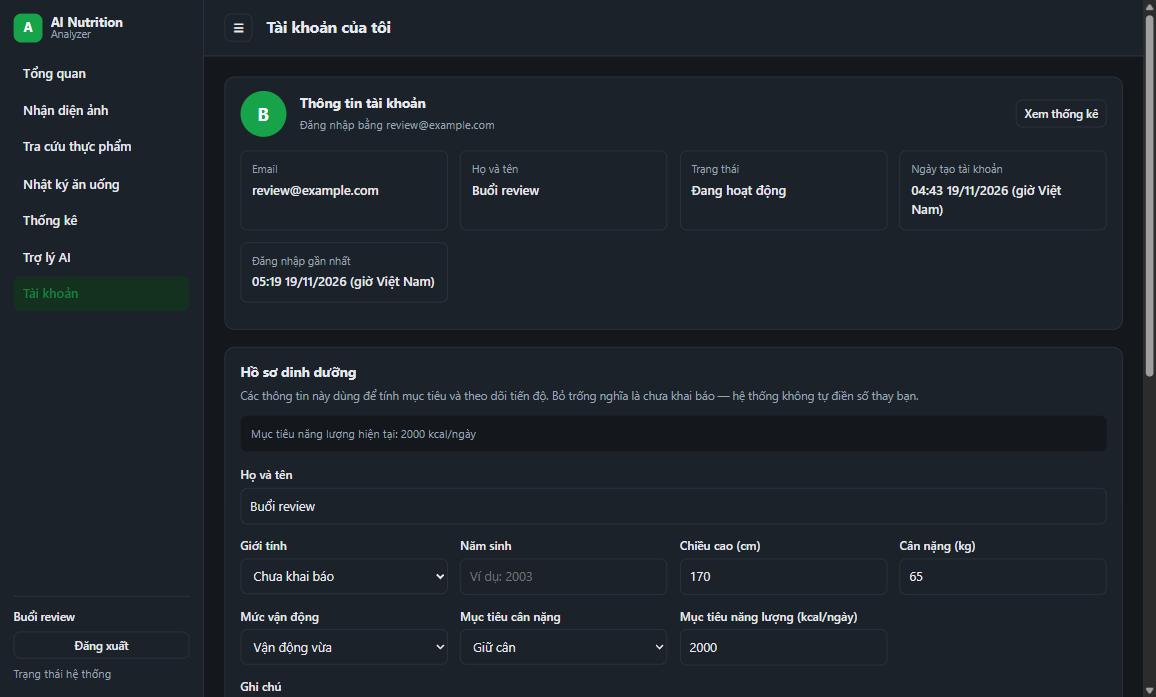 A
AI Nutrition
Analyzer
Tổng quan
Nhận diện ảnh
Tra cứu thực phẩm
Nhật ký ăn uống
Thống kê
Trợ lý AI
Tài khoản
Buổi review
Đăng xuất
Trạng thái hệ thống
Tài khoản của tôi
B
Thông tin tài khoản
Đăng nhập bằng review@example.com
Xem thống kê
Email
review@example.com
Họ và tên
Buổi review
Trạng thái
Đang hoạt động
Ngày tạo tài khoản
04:43 19/11/2026 (giờ Việt
Nam)
Đăng nhập gần nhất
05:19 19/11/2026 (giờ Việt Nam)
Hồ sơ dinh dưỡng
Các thông tin này dùng để tính mục tiêu và theo dõi tiến độ. Bỏ trống nghĩa là chưa khai báo — hệ thống không tự điền số thay bạn.
Mục tiêu năng lượng hiện tại: 2000 kcal/ngày
Họ và tên
Buổi review
Giới tính
Chưa khai báo
Năm sinh
Ví dụ: 2003
Chiều cao (cm)
170
Cân nặng (kg)
65
Mức vận động
Vận động vừa
Mục tiêu cân nặng
Giữ cân
Mục tiêu năng lượng (kcal/ngày)
2000
Ghi chú